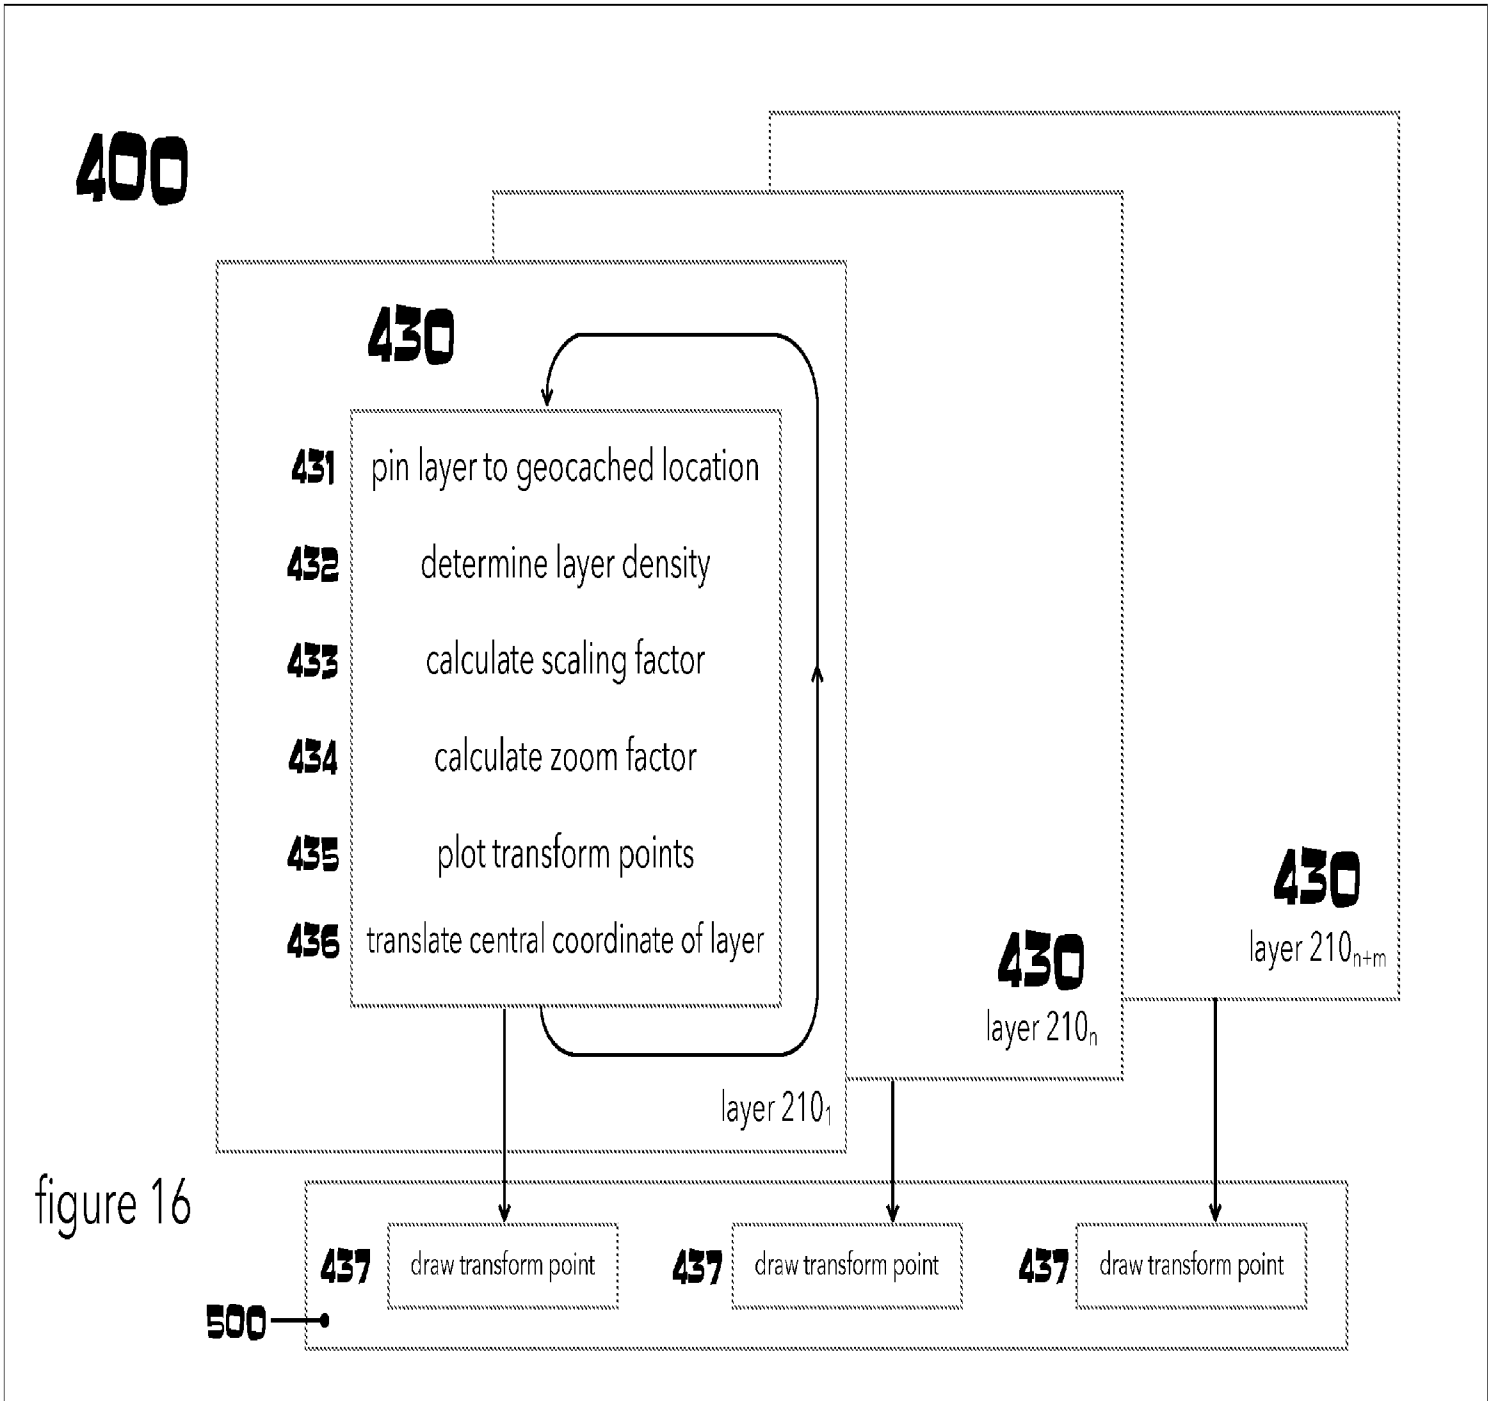 400
430
431 pin layer to geocached location
432 determine layer density
433 calculate scaling factor
434 calculate zoom factor
435 plot transform points
436 translate central coordinate of layer
layer 210₁
430
layer 210ₙ
430
layer 210ₙ₊ₘ
figure 16
437 draw transform point 437 draw transform point 437 draw transform point
500